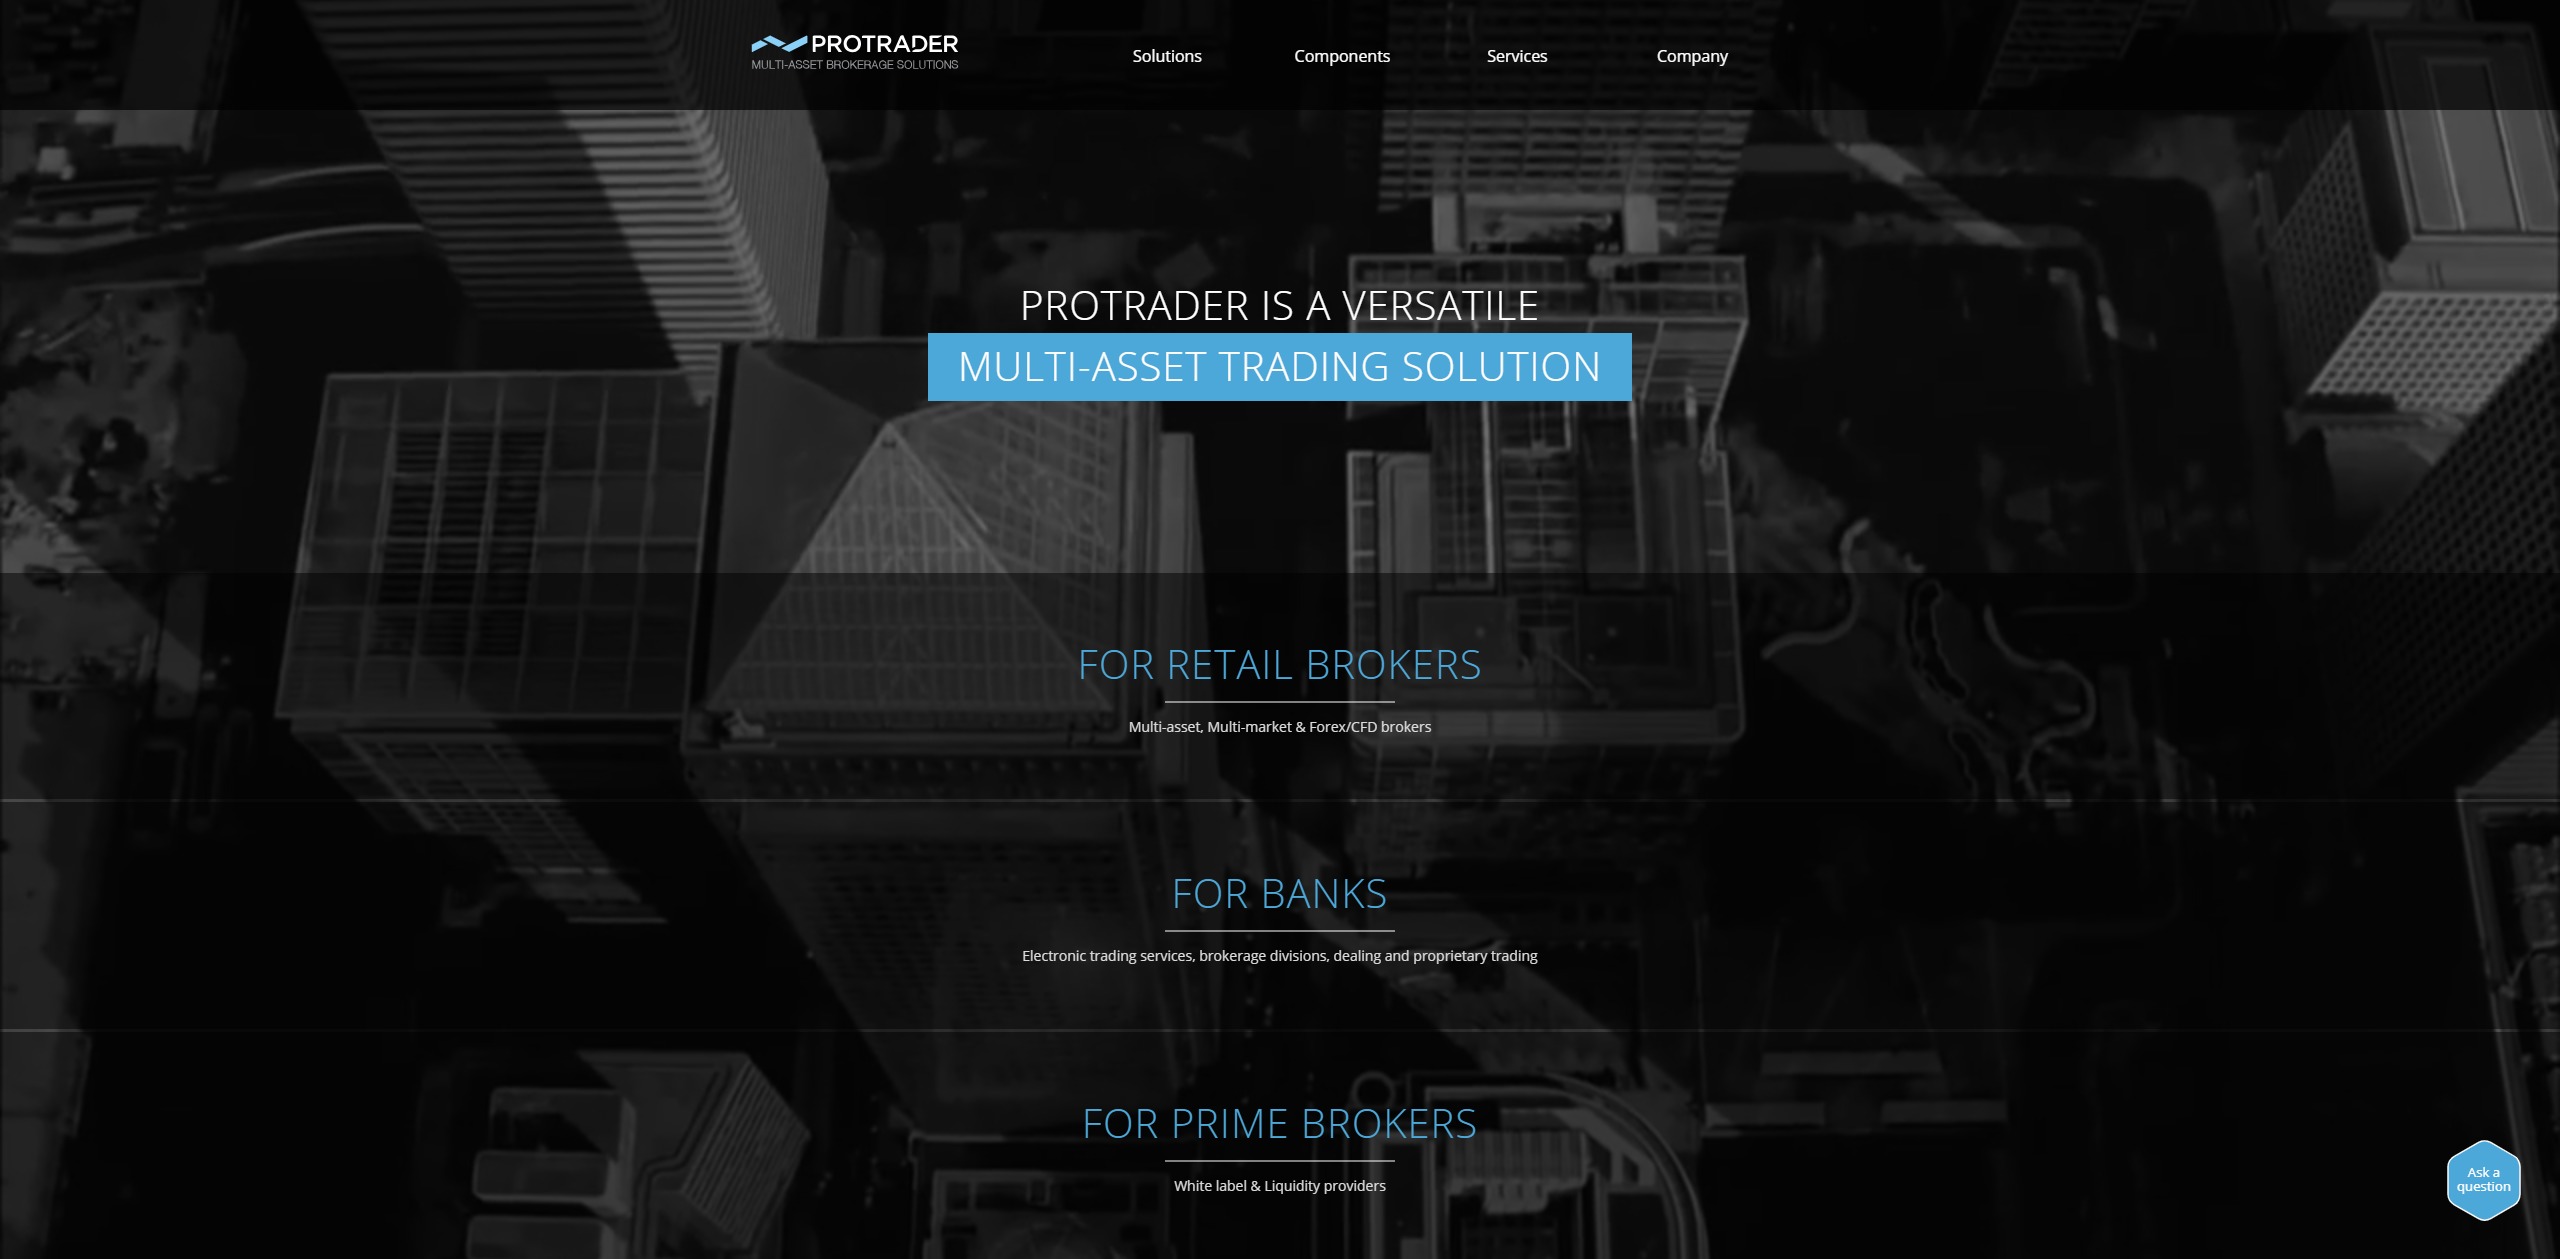 PROTRADER
MULTI-ASSET BROKERAGE SOLUTIONS
Solutions
Components
Services
Company
PROTRADER IS A VERSATILE
MULTI-ASSET TRADING SOLUTION
FOR RETAIL BROKERS
Multi-asset, Multi-market & Forex/CFD brokers
FOR BANKS
Electronic trading services, brokerage divisions, dealing and proprietary trading
FOR PRIME BROKERS
White label & Liquidity providers
Ask a
question